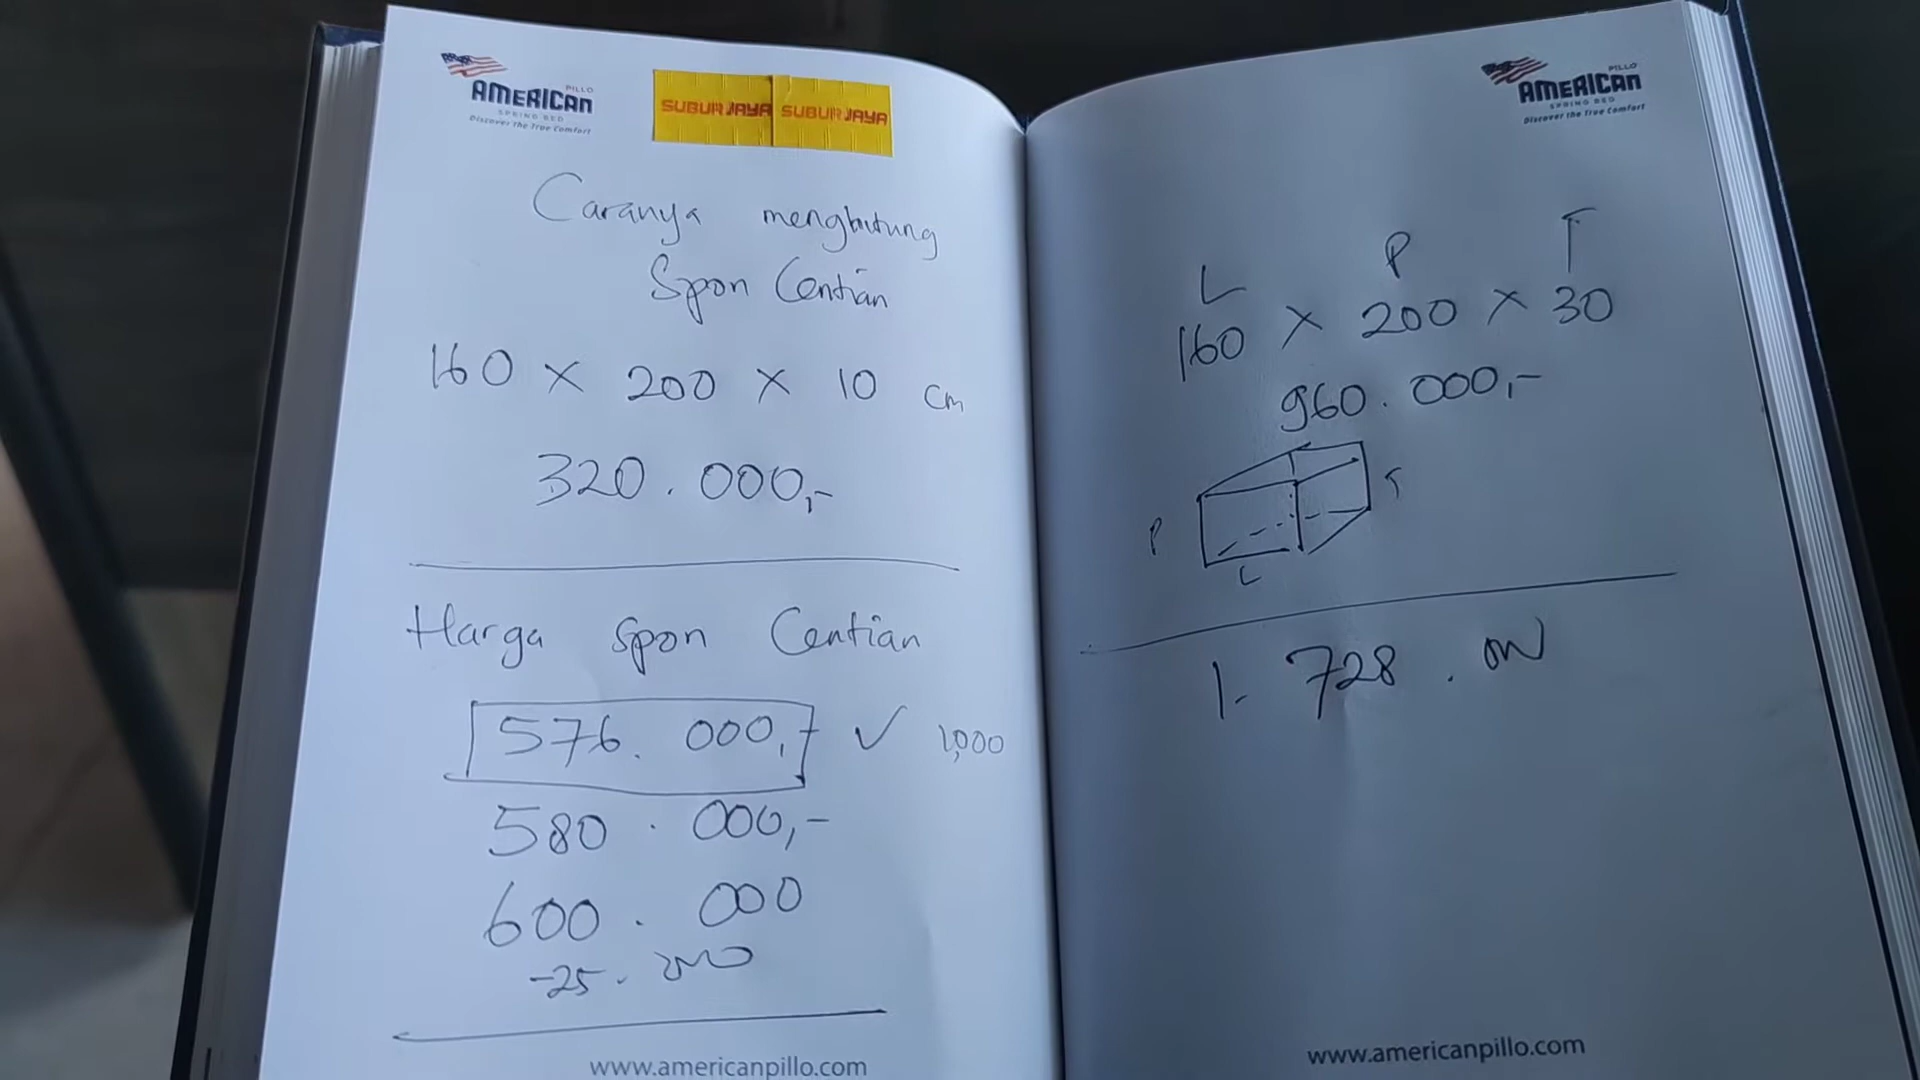 PILLO
AMERICAN
SPRING BED
Discover the True Comfort
SUBUR JAYA SUBUR JAYA
Caranya menghitung
Spon Centian
160 x 200 x 10 cm
320.000,-
Harga Spon Centian
576.000,- ✓ 1,000
580.000,-
600.000
-25.000
www.americanpillo.com
PILLO
AMERICAN
SPRING BED
Discover the True Comfort
L P T
160 x 200 x 30
960.000,-
P L T
1.728.000
www.americanpillo.com